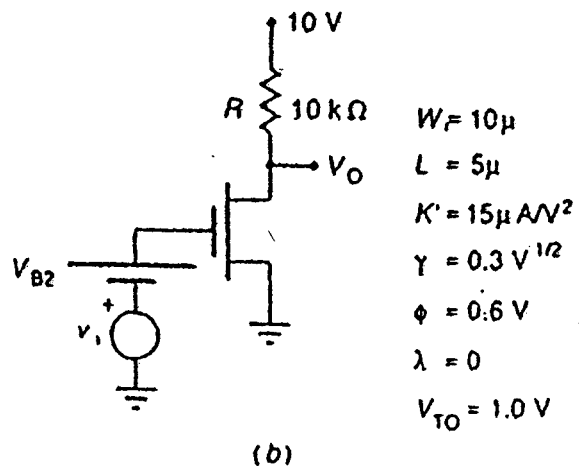 10 V
R 10 kΩ
V_O
V_B2
+
v_i
W = 10μ
L = 5μ
K' = 15μ A/V²
γ = 0.3 V^1/2
ϕ = 0.6 V
λ = 0
V_TO = 1.0 V
(b)